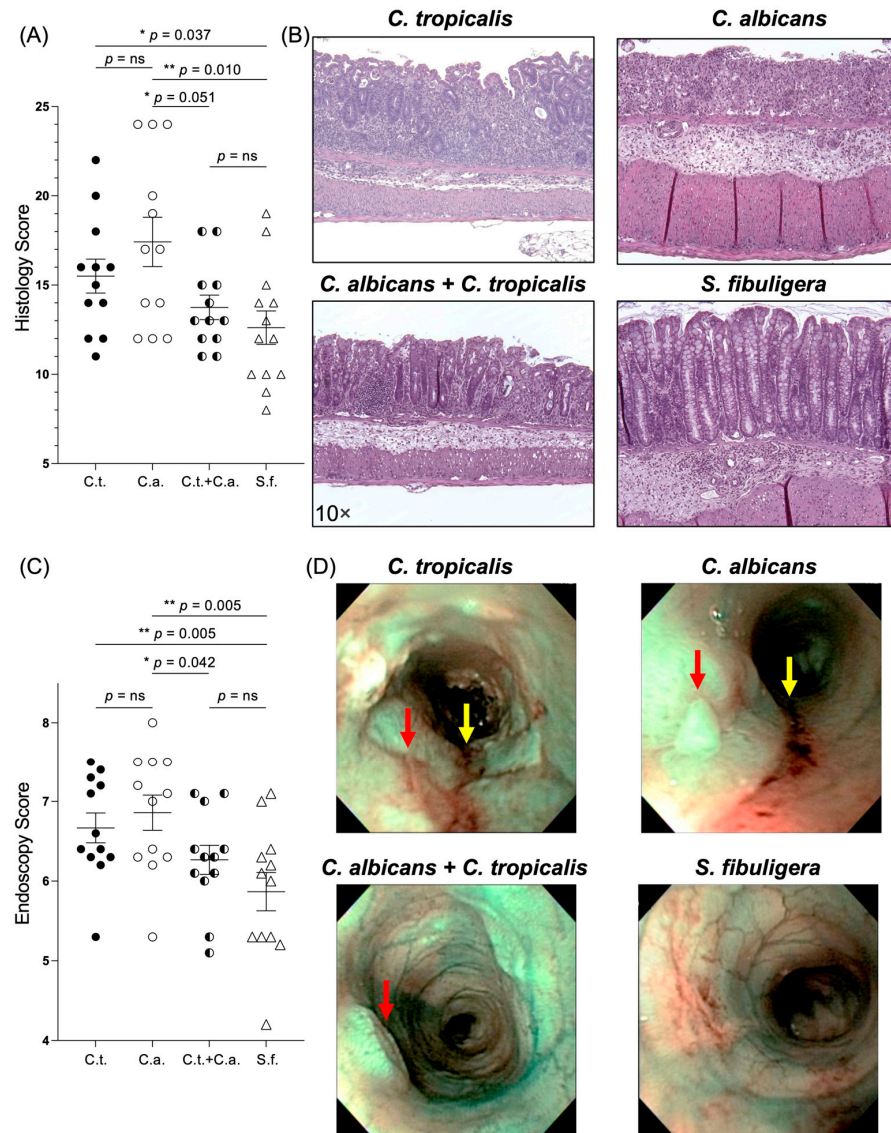 (A)
* p = 0.037
p = ns
** p = 0.010
* p = 0.051
p = ns
25
20
15
10
5
Histology Score
C.t.
C.a.
C.t.+C.a.
S.f.
(B)
C. tropicalis
C. albicans
C. albicans + C. tropicalis
S. fibuligera
10×
(C)
** p = 0.005
** p = 0.005
* p = 0.042
p = ns
p = ns
8
7
6
5
4
Endoscopy Score
C.t.
C.a.
C.t.+C.a.
S.f.
(D)
C. tropicalis
C. albicans
C. albicans + C. tropicalis
S. fibuligera